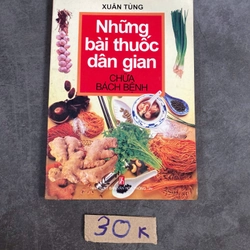 XUÂN TÙNG
Những
bài thuốc
dân gian
CHỮA
BÁCH BỆNH
30K